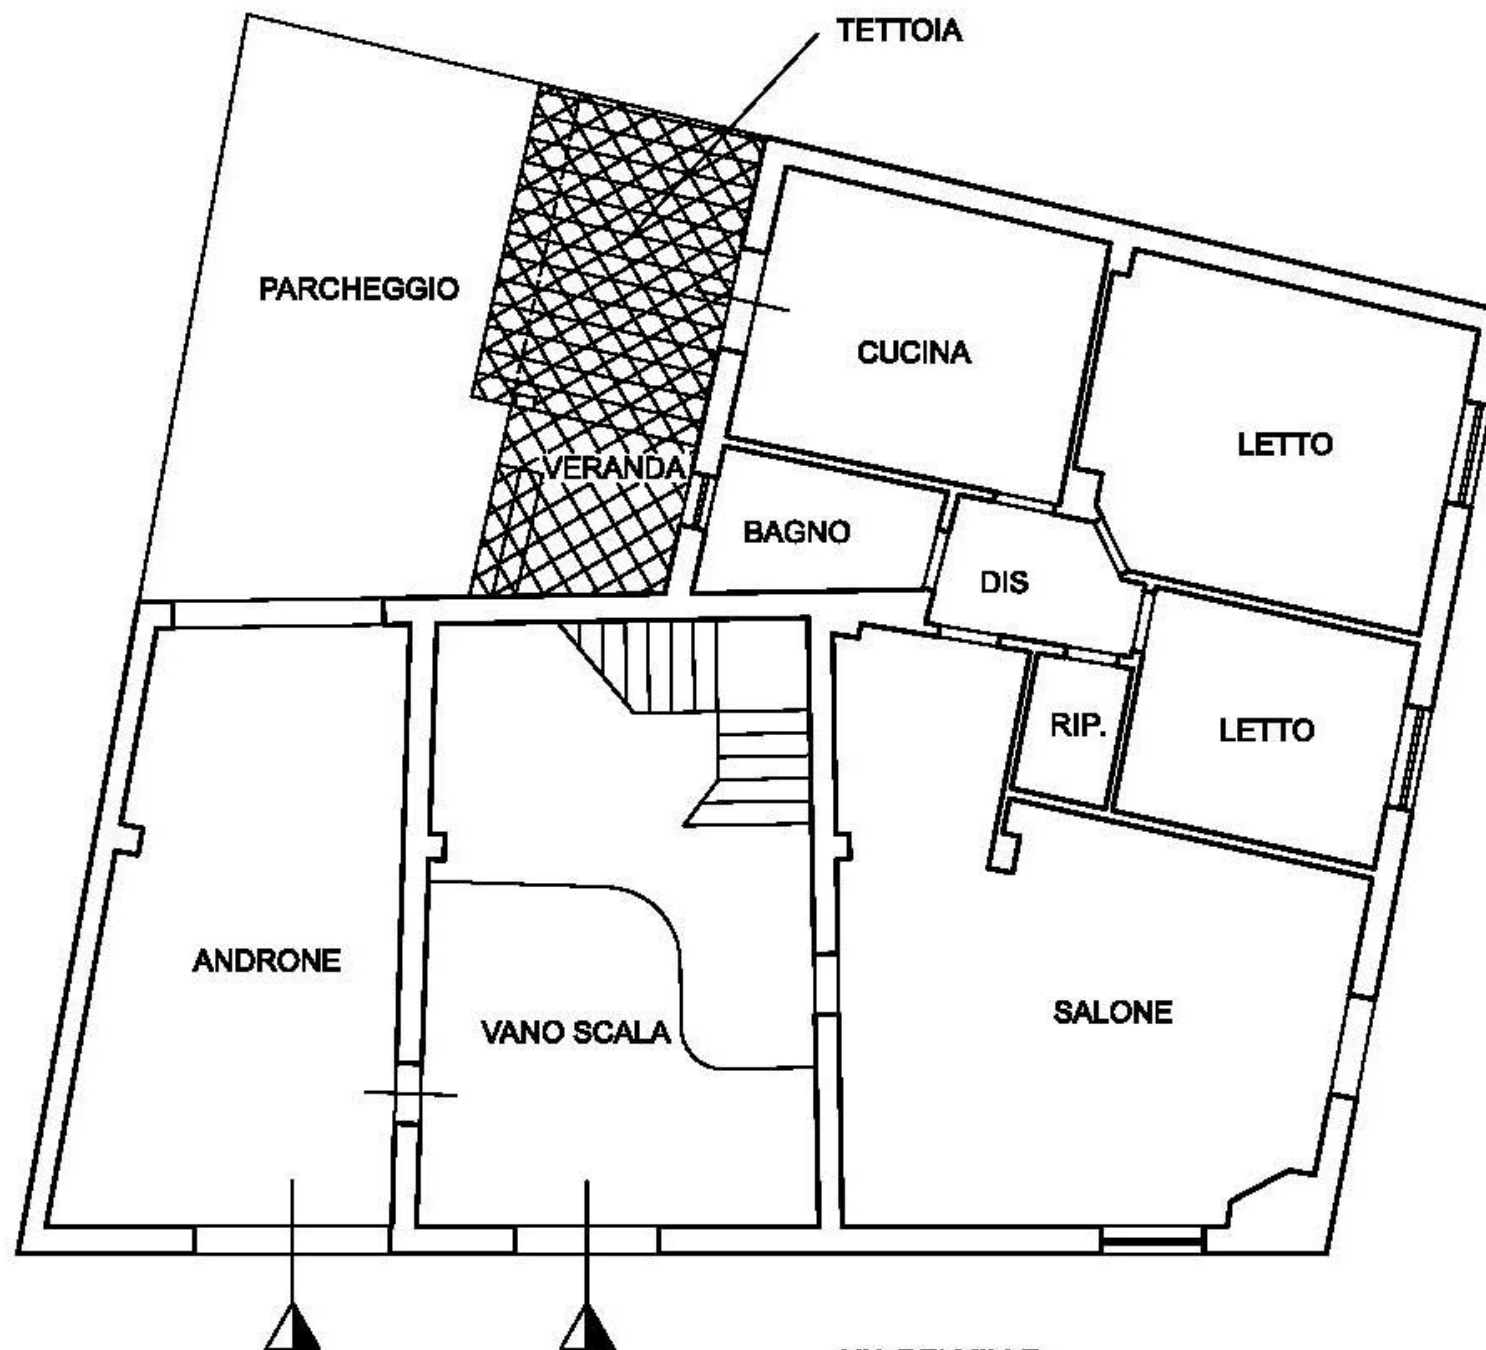 TETTOIA
PARCHEGGIO
CUCINA
LETTO
VERANDA
BAGNO
DIS
RIP.
LETTO
ANDRONE
SALONE
VANO SCALA